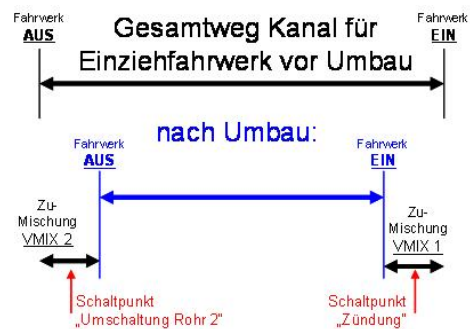 Fahrwerk
AUS
Gesamtweg Kanal für
Einziehfahrwerk vor Umbau
Fahrwerk
EIN
nach Umbau:
Fahrwerk
AUS
Fahrwerk
EIN
Zu-
Mischung
VMIX 2
Zu-
Mischung
VMIX 1
Schaltpunkt
„Umschaltung Rohr 2"
Schaltpunkt
„Zündung"